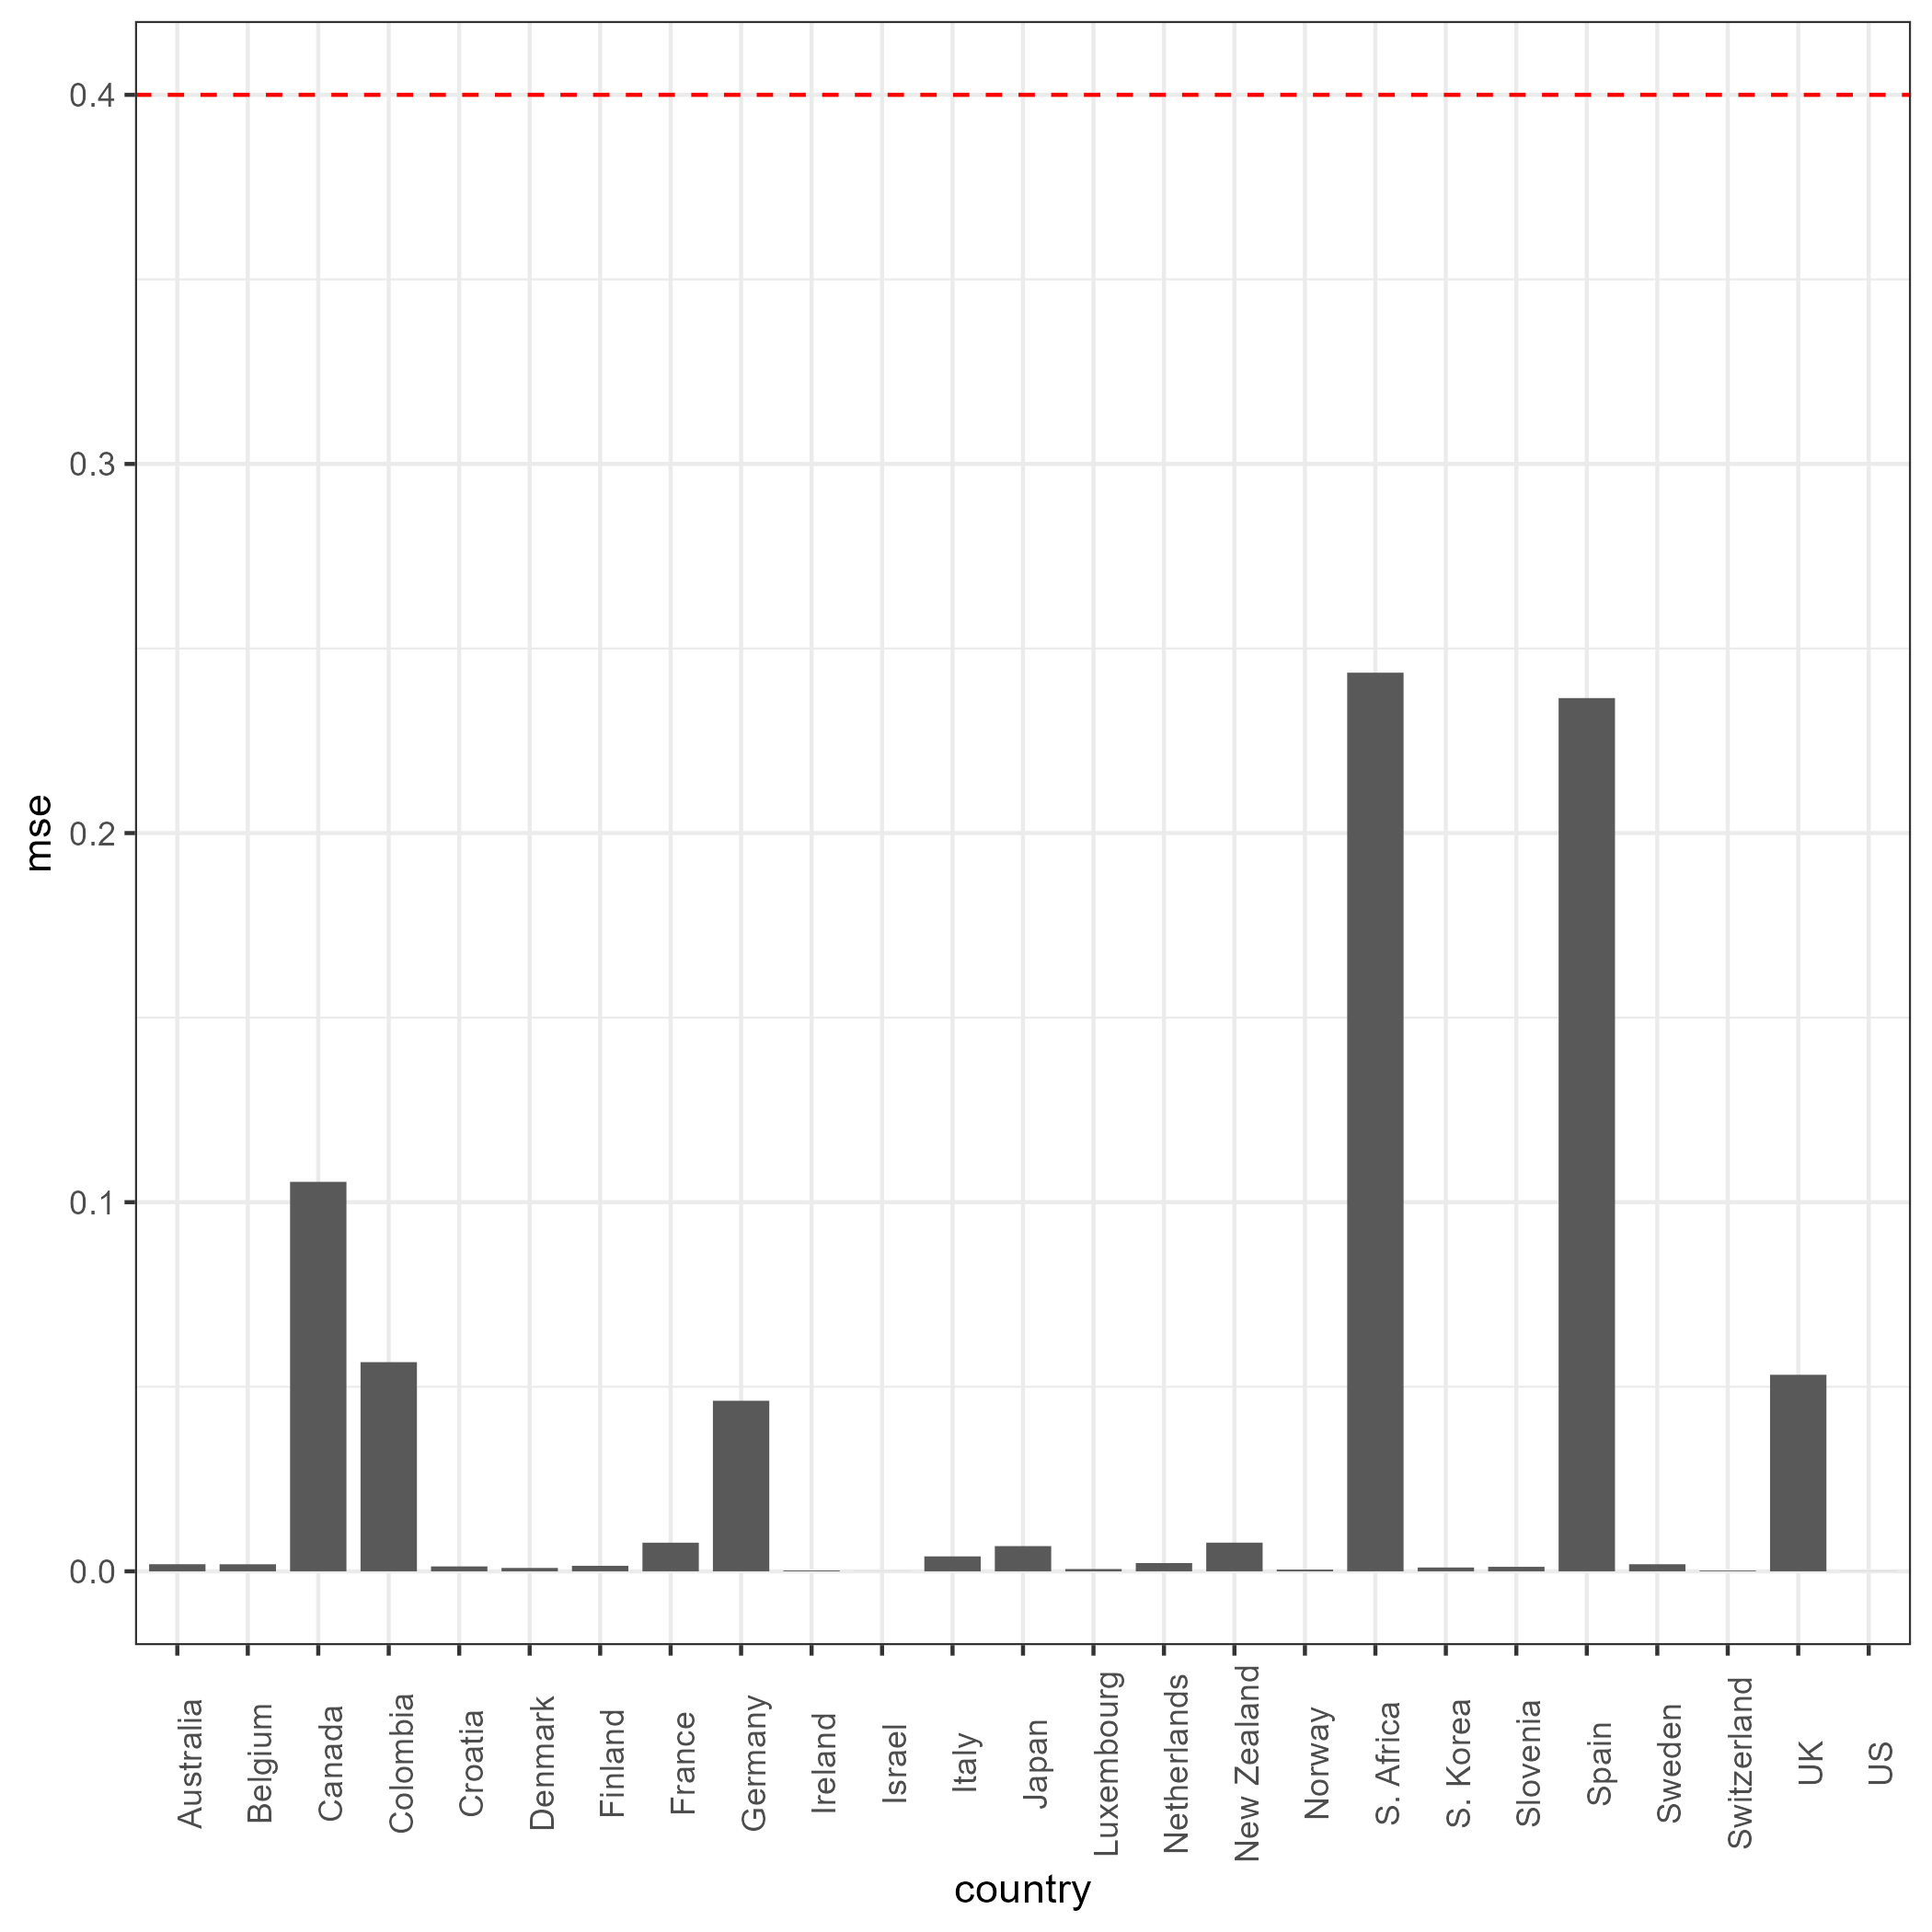 0.4
0.3
0.2
0.1
0.0
mse
Australia
Belgium
Canada
Colombia
Croatia
Denmark
Finland
France
Germany
Ireland
Israel
Italy
Japan
Luxembourg
Netherlands
New Zealand
Norway
S. Africa
S. Korea
Slovenia
Spain
Sweden
Switzerland
UK
US
country